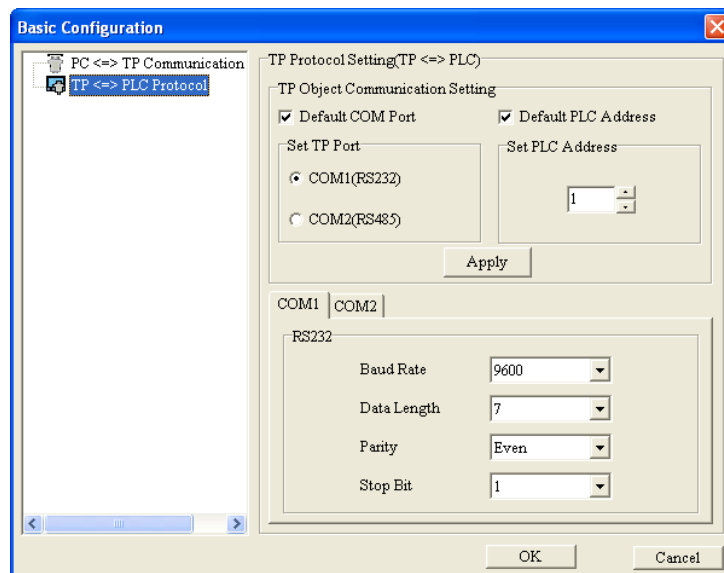 Basic Configuration
PC <=> TP Communication
TP <=> PLC Protocol
TP Protocol Setting(TP <=> PLC)
TP Object Communication Setting
Default COM Port
Default PLC Address
Set TP Port
Set PLC Address
COM1(RS232)
1
COM2(RS485)
Apply
COM1
COM2
RS232
Baud Rate
9600
Data Length
7
Parity
Even
Stop Bit
1
OK
Cancel